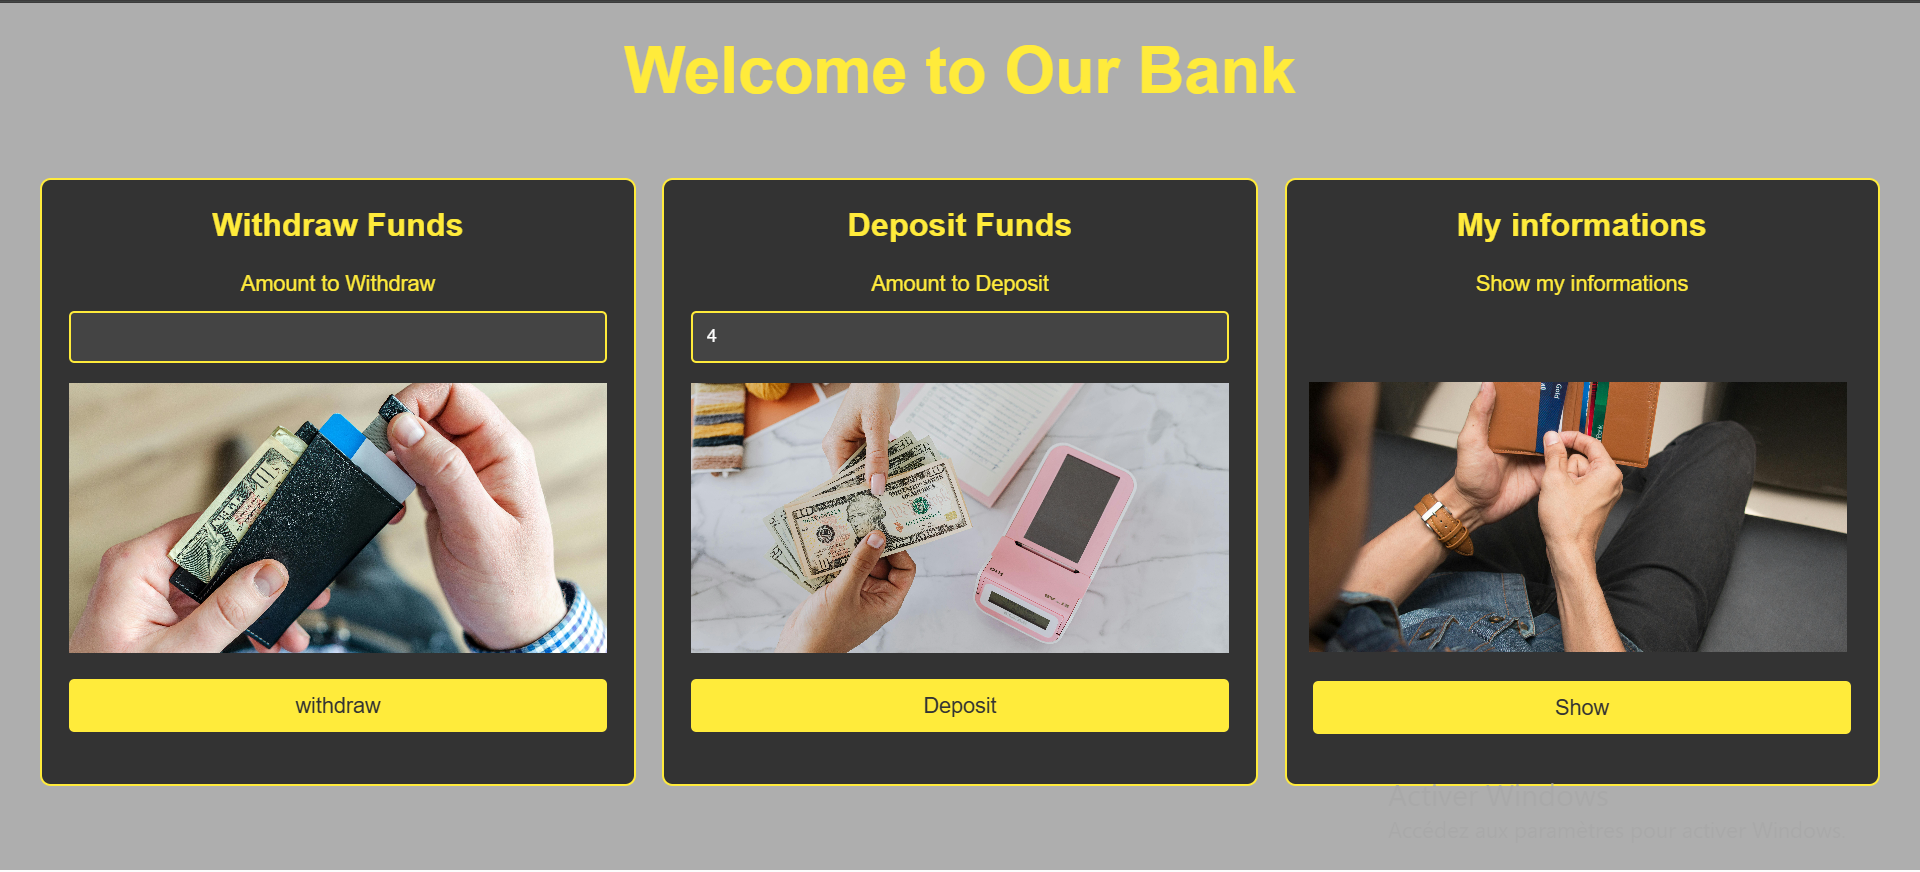 Welcome to Our Bank
Withdraw Funds
Amount to Withdraw
withdraw
Deposit Funds
Amount to Deposit
4
Deposit
My informations
Show my informations
Show
Activer Windows
Accédez aux paramètres pour activer Windows.